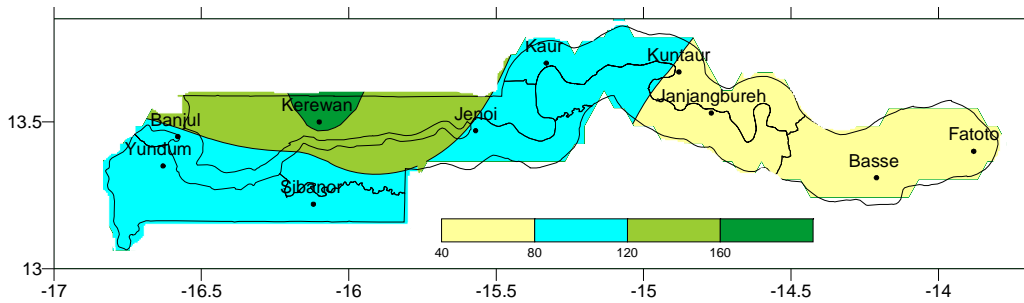 Kaur
Kuntaur
Kerewan
Janjangbureh
Jenoi
13.5
Banjul
Yundum
Fatoto
Basse
Sibanor
40 80 120 160
13
-17 -16.5 -16 -15.5 -15 -14.5 -14